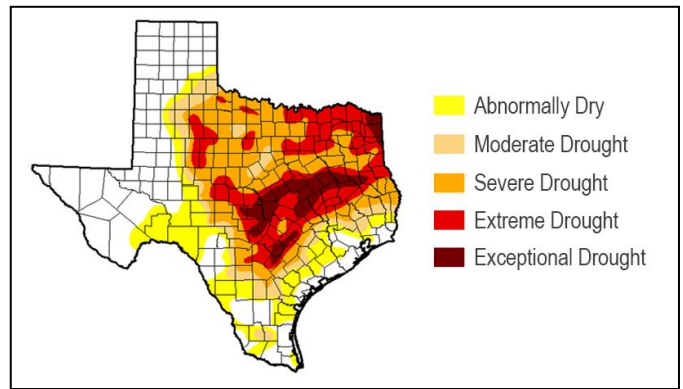 Abnormally Dry
Moderate Drought
Severe Drought
Extreme Drought
Exceptional Drought